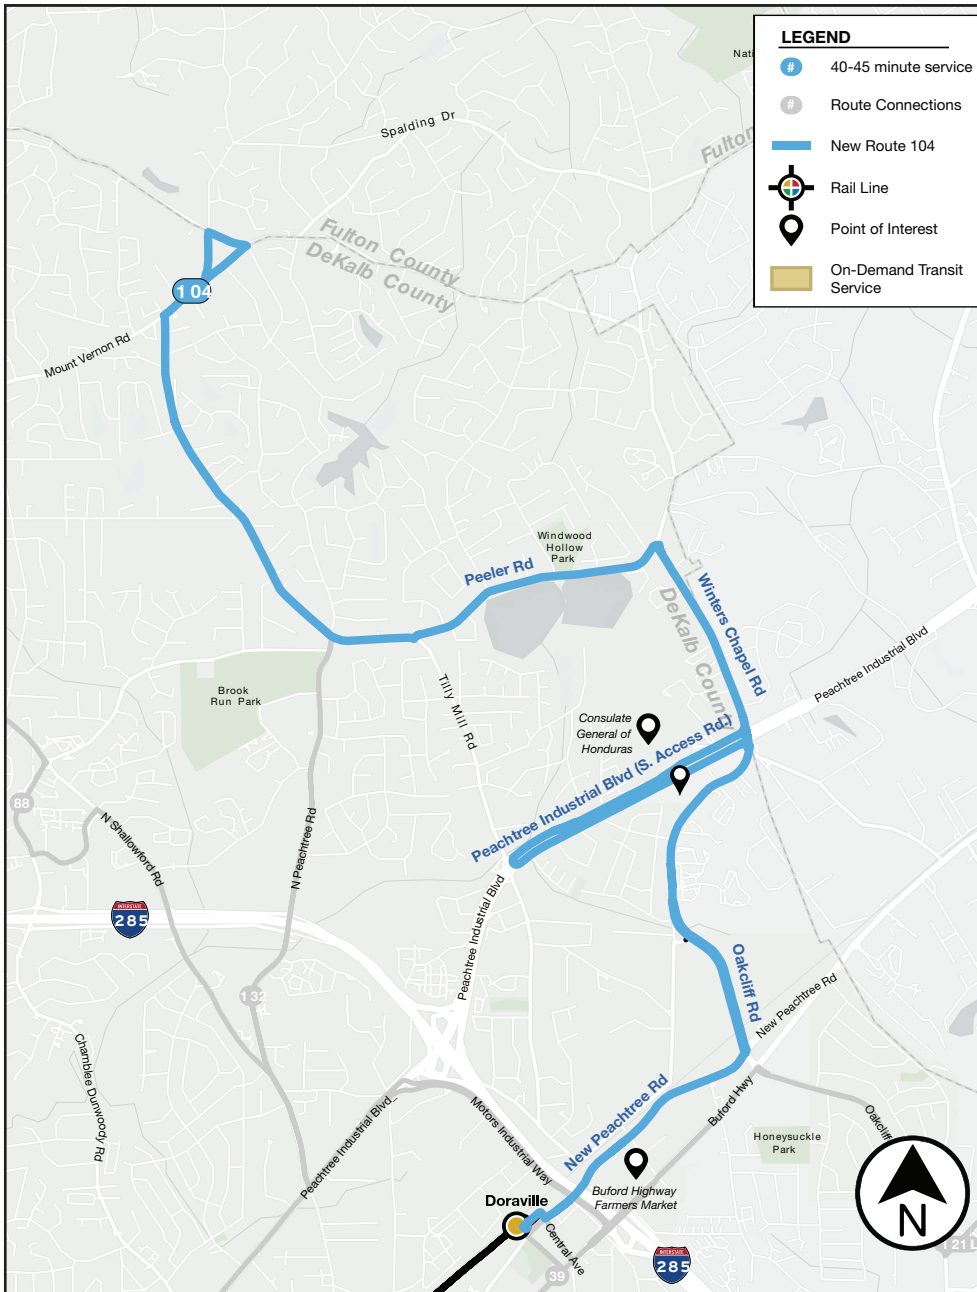 LEGEND
# 40-45 minute service
# Route Connections
New Route 104
Rail Line
Point of Interest
On-Demand Transit
Service
Spalding Dr
Fulton County
DeKalb County
104
Mount Vernon Rd
Windwood
Hollow
Park
Peeler Rd
Winters Chapel Rd
DeKalb County
Peachtree Industrial Blvd
Brook
Run Park
Tilly Mill Rd
Consulate
General of
Honduras
Peachtree Industrial Blvd (S. Access Rd.)
88
N Shallowford Rd
N Peachtree Rd
INTERSTATE
285
Peachtree Industrial Blvd
Oakcliff Rd
New Peachtree Rd
132
Chamblee Dunwoody Rd
Peachtree Industrial Blvd_
Motors Industrial Way
New Peachtree Rd
Buford Hwy
Oakcliff
Honeysuckle
Park
Buford Highway
Farmers Market
Doraville
Central Ave
39
INTERSTATE
285
N